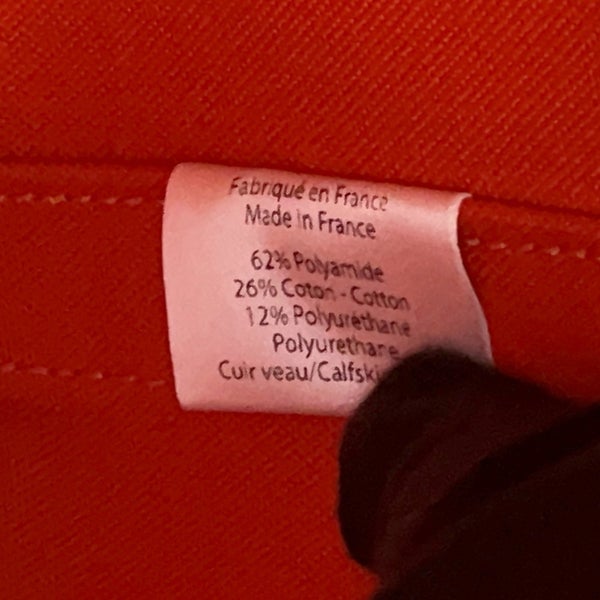 Fabriqué en France
Made in France
62% Polyamide
26% Coton - Cotton
12% Polyuréthane
Polyurethane
Cuir veau/Calfski